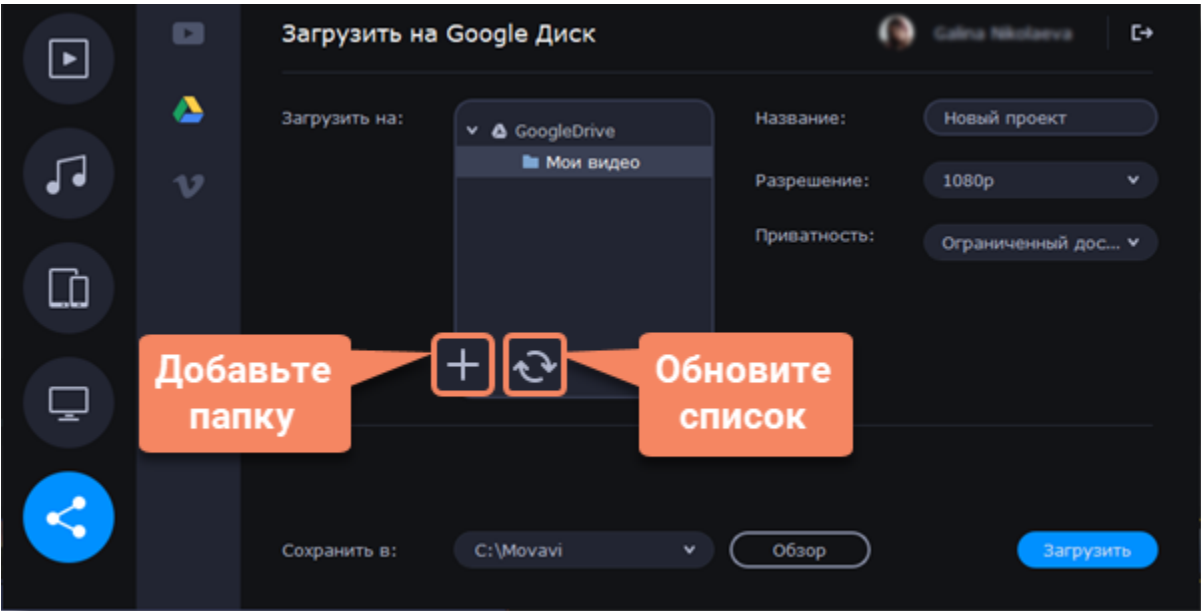 Загрузить на Google Диск
Загрузить на:
GoogleDrive
Мои видео
Название:
Новый проект
Разрешение:
1080p
Приватность:
Ограниченный дос...
Добавьте
папку
Обновите
список
Сохранить в:
C:\Movavi
Обзор
Загрузить